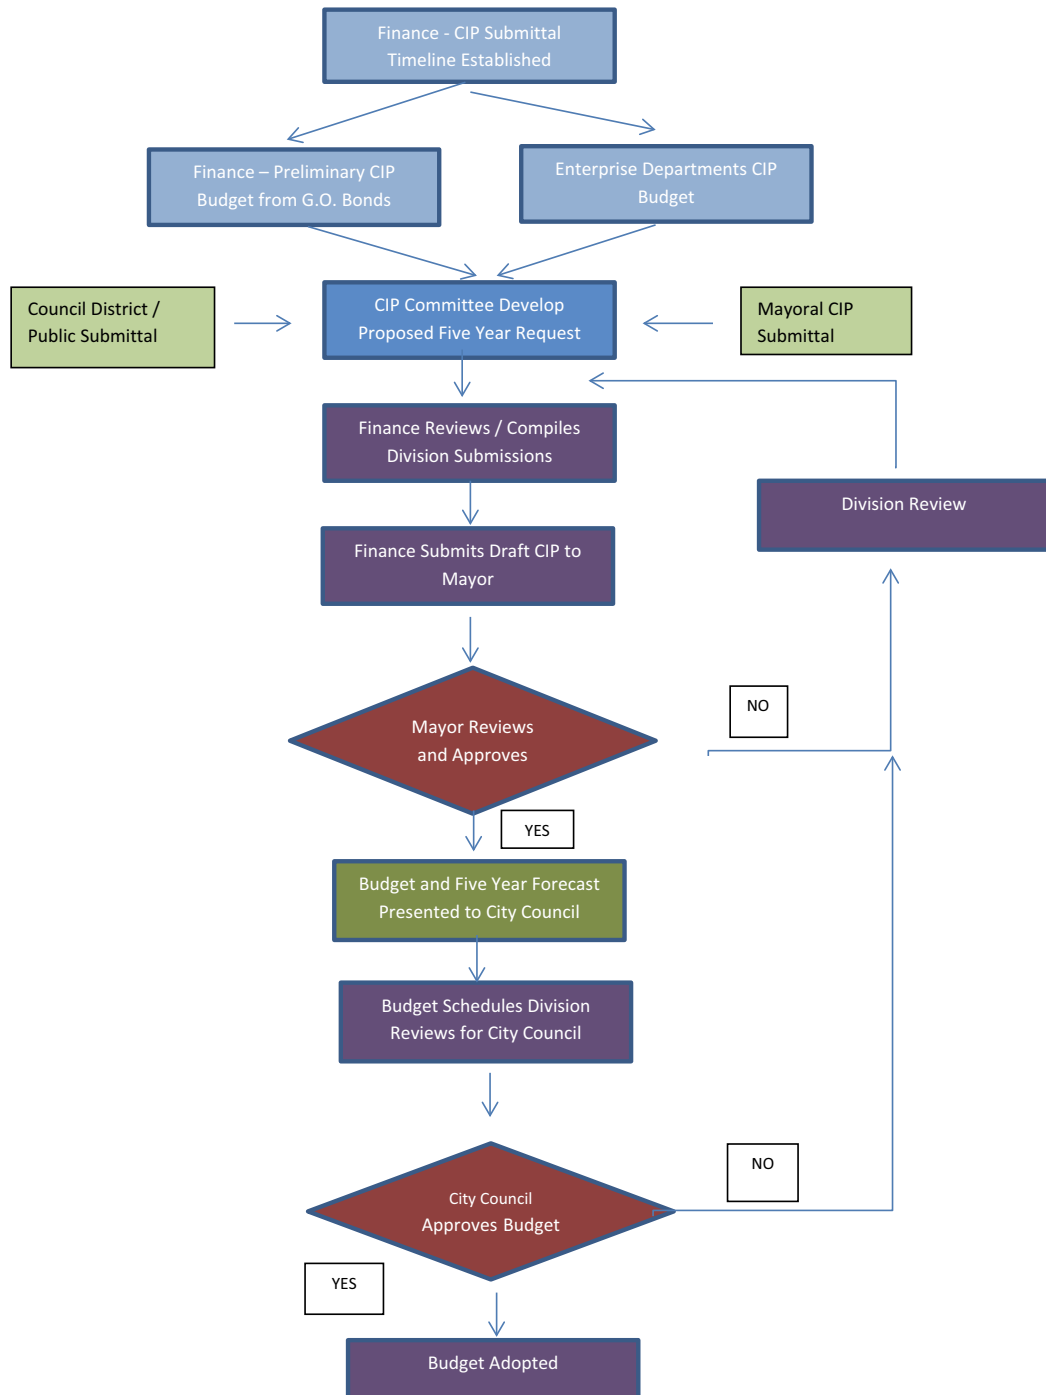 Finance - CIP Submittal
Timeline Established
Finance – Preliminary CIP
Budget from G.O. Bonds
Enterprise Departments CIP
Budget
Council District /
Public Submittal
CIP Committee Develop
Proposed Five Year Request
Mayoral CIP
Submittal
Finance Reviews / Compiles
Division Submissions
Division Review
Finance Submits Draft CIP to
Mayor
Mayor Reviews
and Approves
NO
YES
Budget and Five Year Forecast
Presented to City Council
Budget Schedules Division
Reviews for City Council
City Council
Approves Budget
NO
YES
Budget Adopted